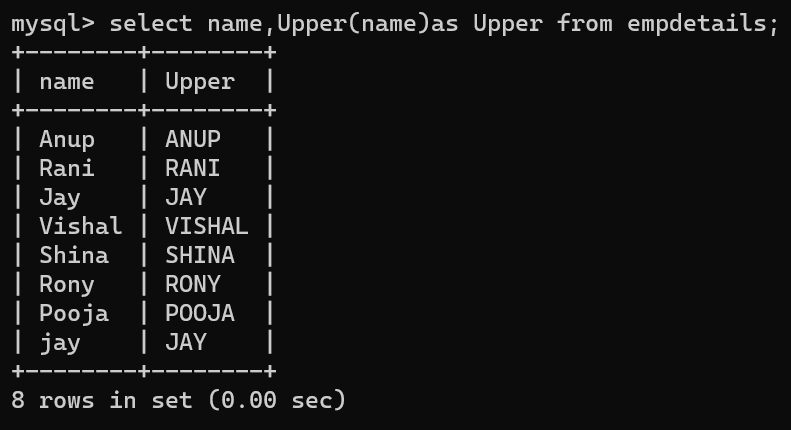 mysql> select name,Upper(name)as Upper from empdetails;
+--------+--------+
| name   | Upper  |
+--------+--------+
| Anup   | ANUP   |
| Rani   | RANI   |
| Jay    | JAY    |
| Vishal | VISHAL |
| Shina  | SHINA  |
| Rony   | RONY   |
| Pooja  | POOJA  |
| jay    | JAY    |
+--------+--------+
8 rows in set (0.00 sec)